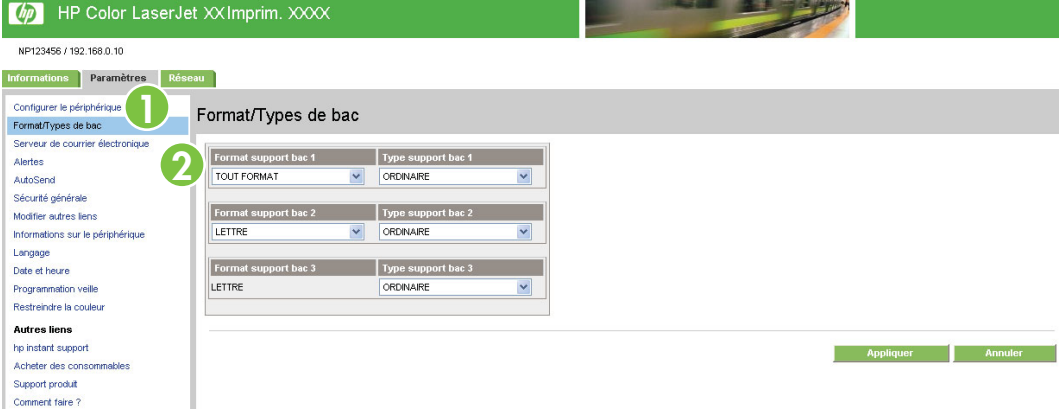 hp HP Color LaserJet XXImprim. XXXX
NP123456 / 192.168.0.10
Informations Paramètres Réseau
Configurer le périphérique
1
Format/Types de bac
Serveur de courrier électronique
Alertes
AutoSend
Sécurité générale
Modifier autres liens
Informations sur le périphérique
Langage
Date et heure
Programmation veille
Restreindre la couleur
Autres liens
hp instant support
Acheter des consommables
Support produit
Comment faire ?
Format/Types de bac
2
Format support bac 1 Type support bac 1
TOUT FORMAT ORDINAIRE
Format support bac 2 Type support bac 2
LETTRE ORDINAIRE
Format support bac 3 Type support bac 3
LETTRE ORDINAIRE
Appliquer Annuler